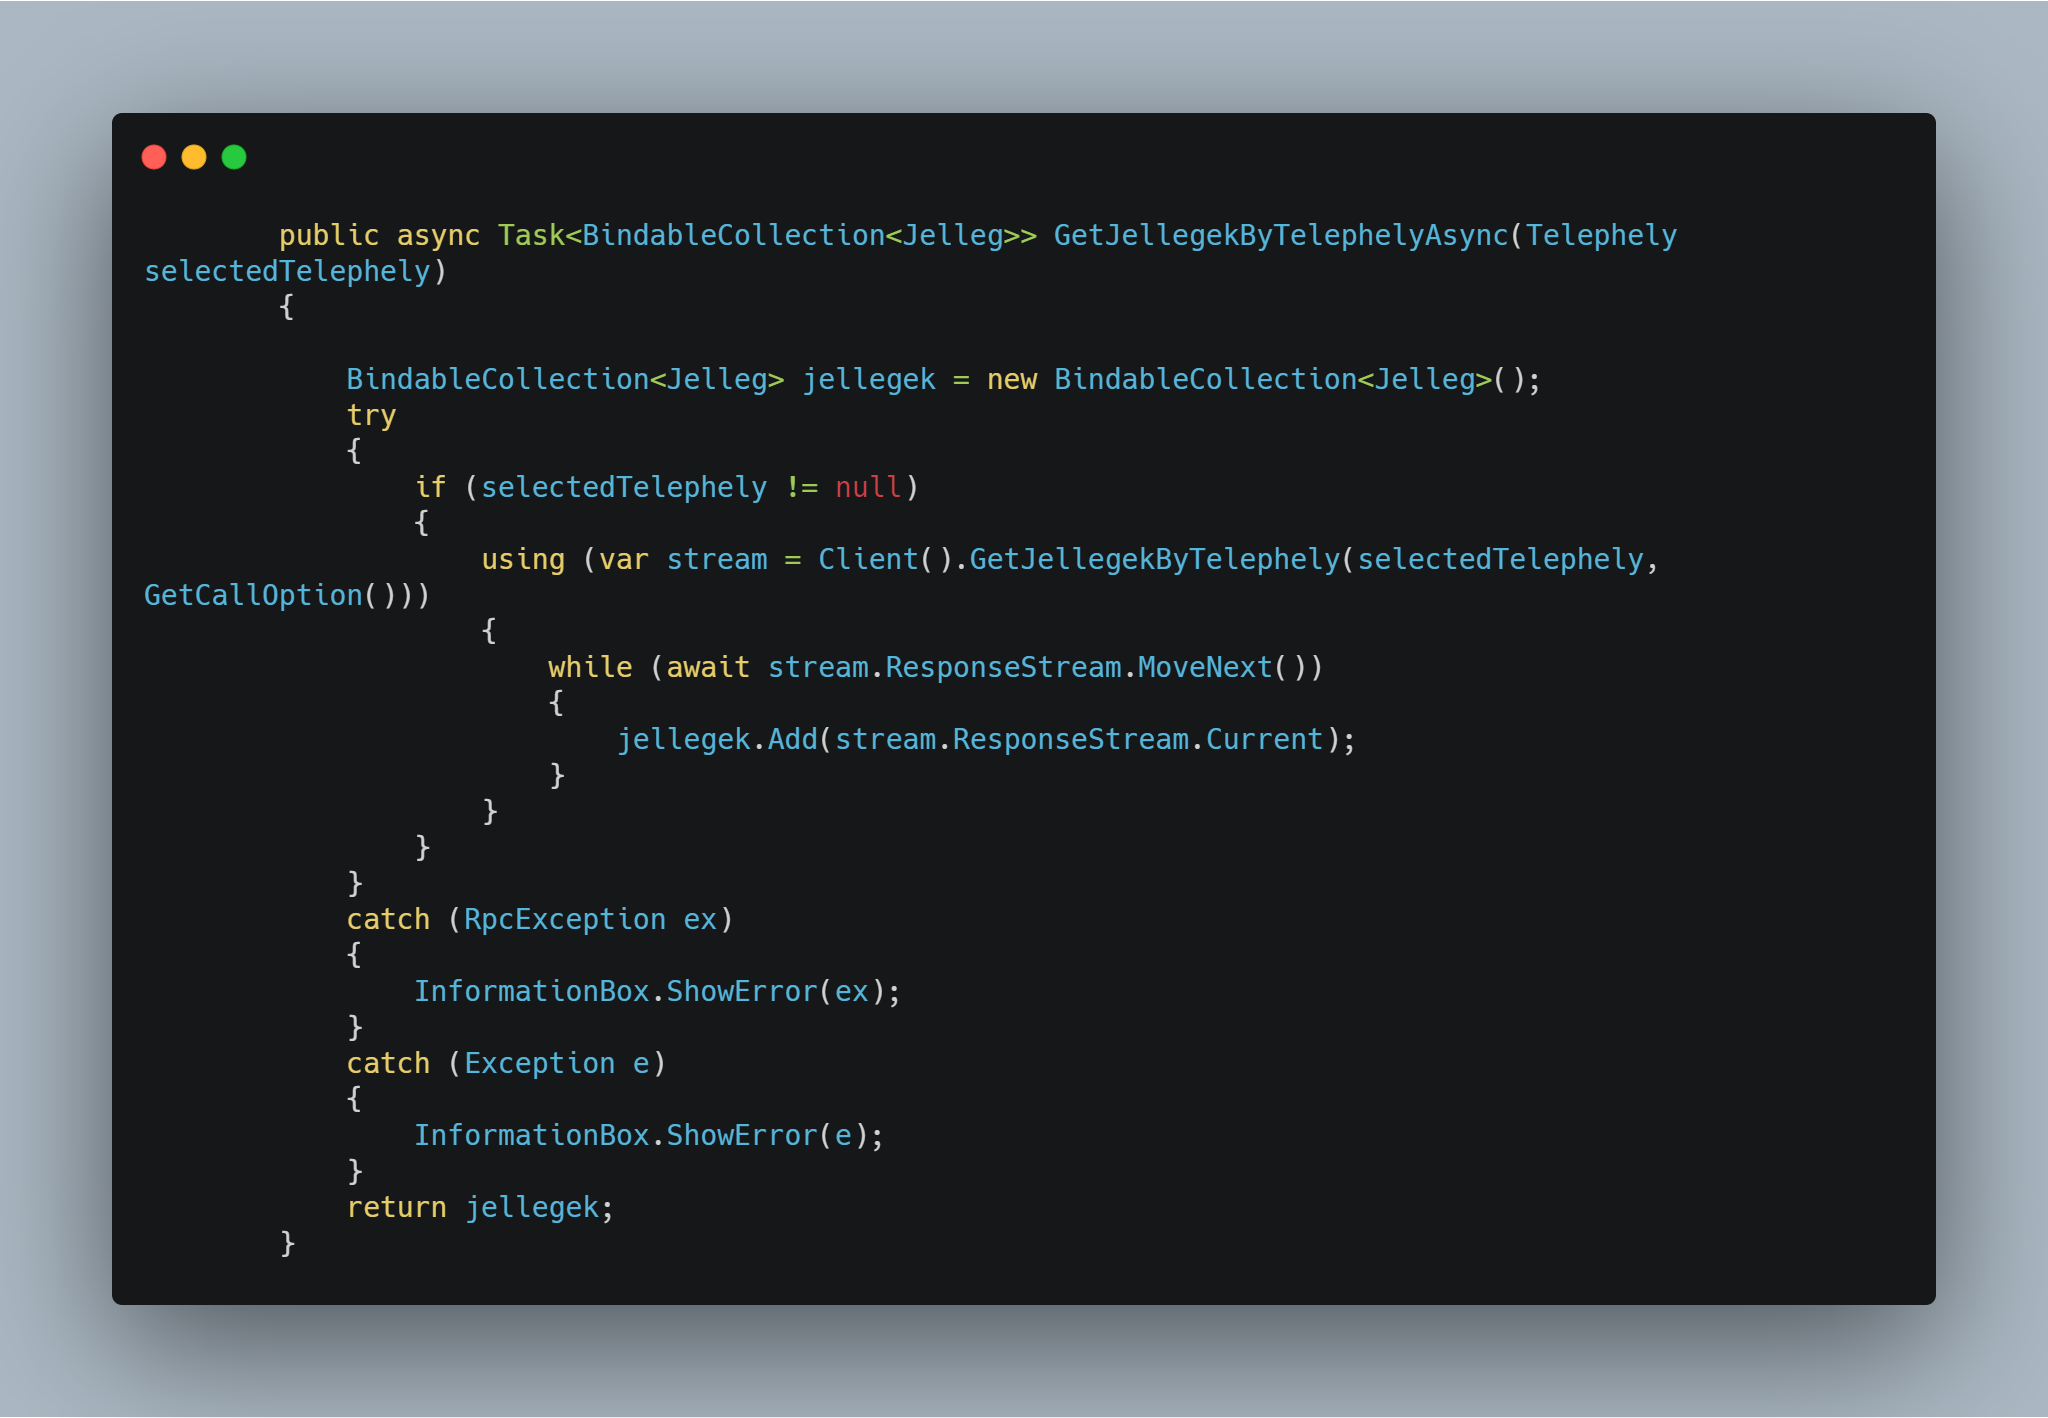 public async Task<BindableCollection<Jelleg>> GetJellegekByTelephelyAsync(Telephely
selectedTelephely)
{
BindableCollection<Jelleg> jellegek = new BindableCollection<Jelleg>();
try
{
if (selectedTelephely != null)
{
using (var stream = Client().GetJellegekByTelephely(selectedTelephely,
GetCallOption()))
{
while (await stream.ResponseStream.MoveNext())
{
jellegek.Add(stream.ResponseStream.Current);
}
}
}
}
catch (RpcException ex)
{
InformationBox.ShowError(ex);
}
catch (Exception e)
{
InformationBox.ShowError(e);
}
return jellegek;
}